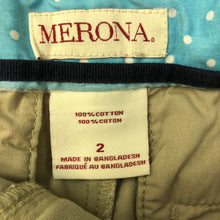 MERONA.
100% COTTON
100% COTON
2
MADE IN BANGLADESH
FABRIQUÉ AU BANGLADESH